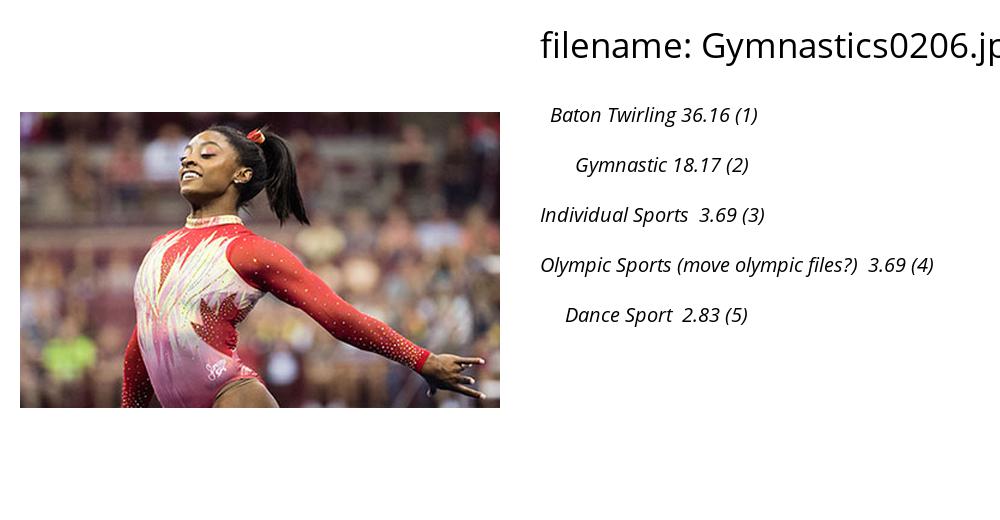 filename: Gymnastics0206.jp
Baton Twirling 36.16 (1)
Gymnastic 18.17 (2)
Individual Sports 3.69 (3)
Olympic Sports (move olympic files?) 3.69 (4)
Dance Sport 2.83 (5)